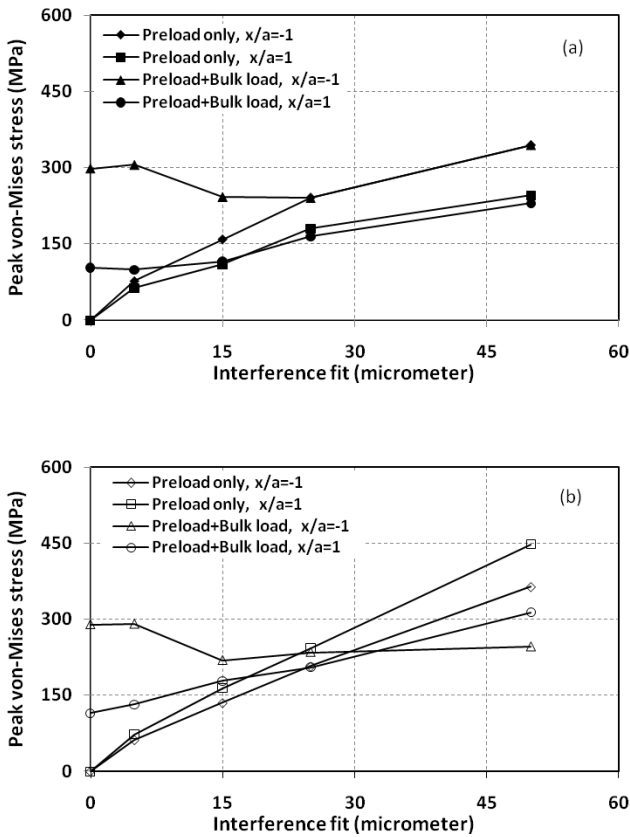 600
(a)
Preload only, x/a=-1
Preload only, x/a=1
Preload+Bulk load, x/a=-1
Preload+Bulk load, x/a=1
450
300
150
0
Peak von-Mises stress (MPa)
0 15 30 45 60
Interference fit (micrometer)
600
(b)
Preload only, x/a=-1
Preload only, x/a=1
Preload+Bulk load, x/a=-1
Preload+Bulk load, x/a=1
450
300
150
0
Peak von-Mises stress (MPa)
0 15 30 45 60
Interference fit (micrometer)